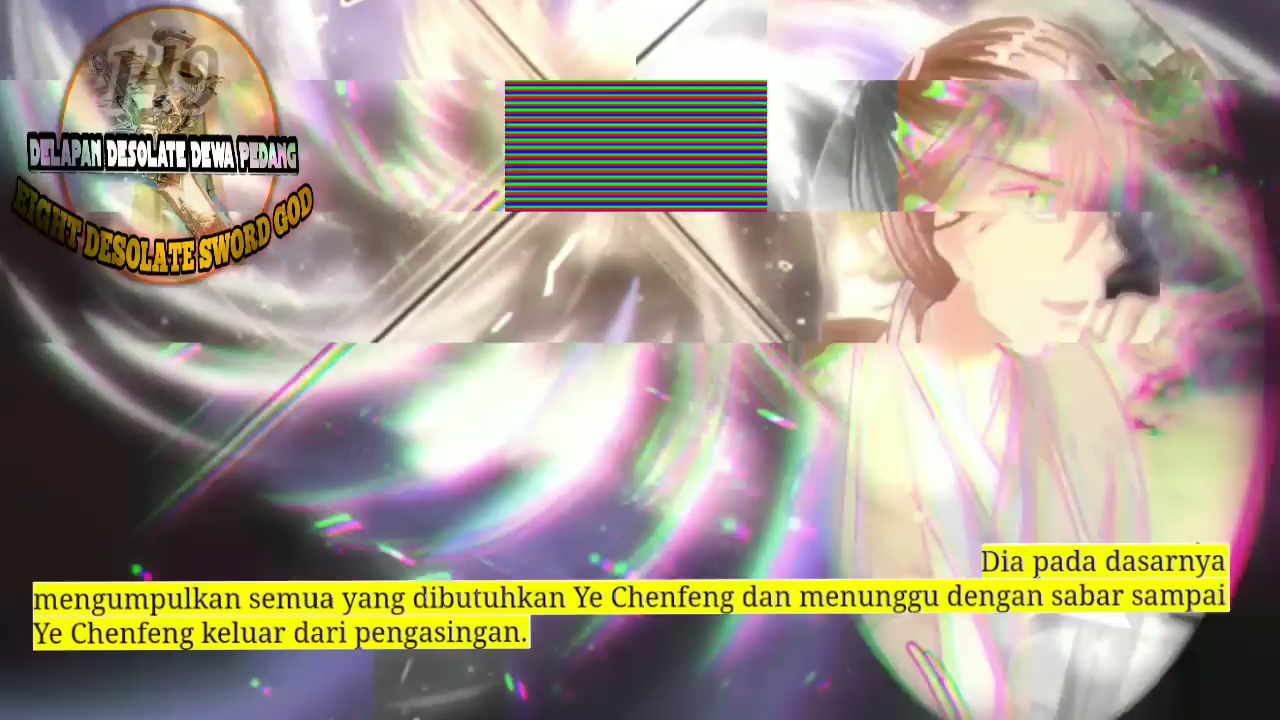 DELAPAN DESOLATE DEWA PEDANG
EIGHT DESOLATE SWORD GOD
Dia pada dasarnya
mengumpulkan semua yang dibutuhkan Ye Chenfeng dan menunggu dengan sabar sampai
Ye Chenfeng keluar dari pengasingan.